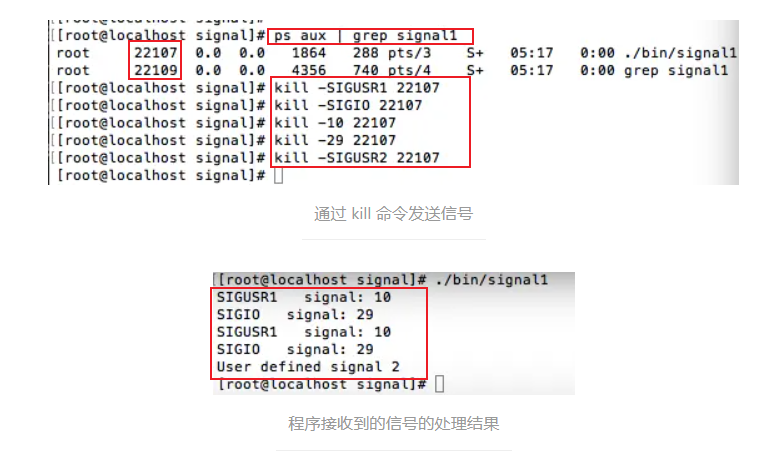 [[root@localhost signal]# ps aux | grep signal1
root 22107 0.0 0.0 1864 288 pts/3 S+ 05:17 0:00 ./bin/signal1
root 22109 0.0 0.0 4356 740 pts/4 S+ 05:17 0:00 grep signal1
[[root@localhost signal]# kill -SIGUSR1 22107
[[root@localhost signal]# kill -SIGIO 22107
[[root@localhost signal]# kill -10 22107
[[root@localhost signal]# kill -29 22107
[[root@localhost signal]# kill -SIGUSR2 22107
[root@localhost signal]#
通过 kill 命令发送信号
[[root@localhost signal]# ./bin/signal1
SIGUSR1 signal: 10
SIGIO signal: 29
SIGUSR1 signal: 10
SIGIO signal: 29
User defined signal 2
[root@localhost signal]#
程序接收到的信号的处理结果